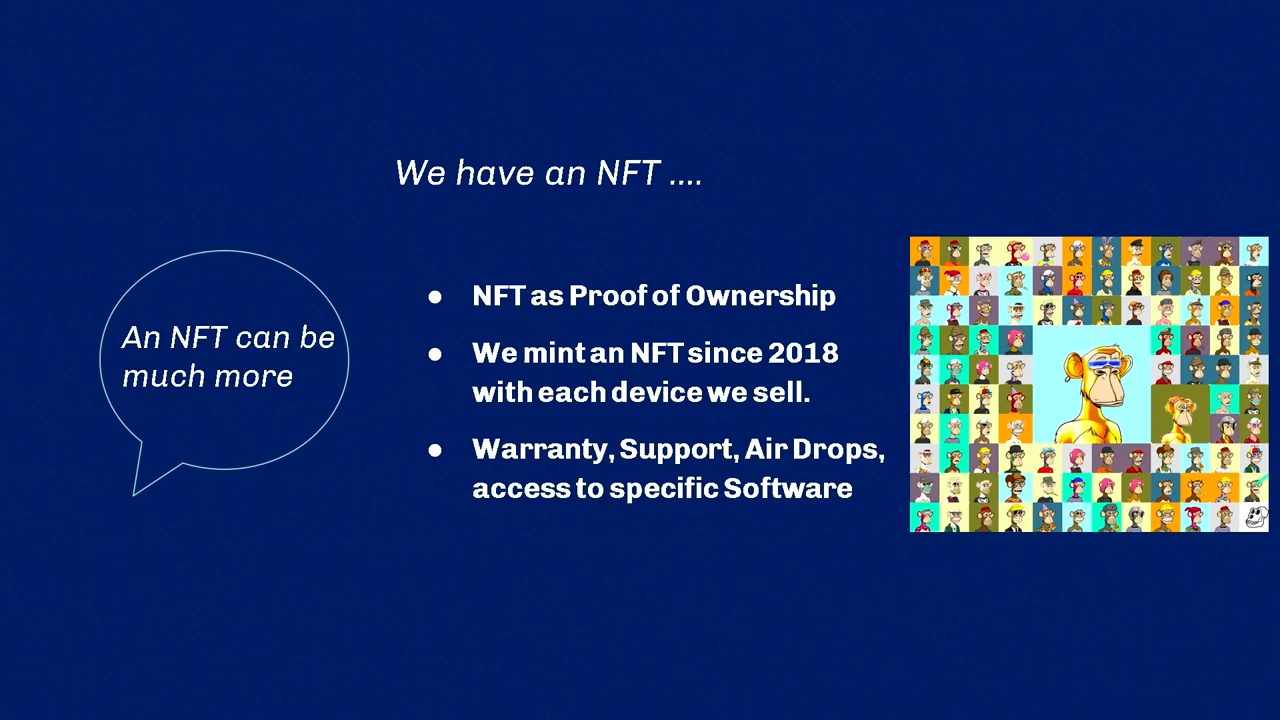 We have an NFT ....
An NFT can be
much more
● NFT as Proof of Ownership
● We mint an NFT since 2018
with each device we sell.
● Warranty, Support, Air Drops,
access to specific Software